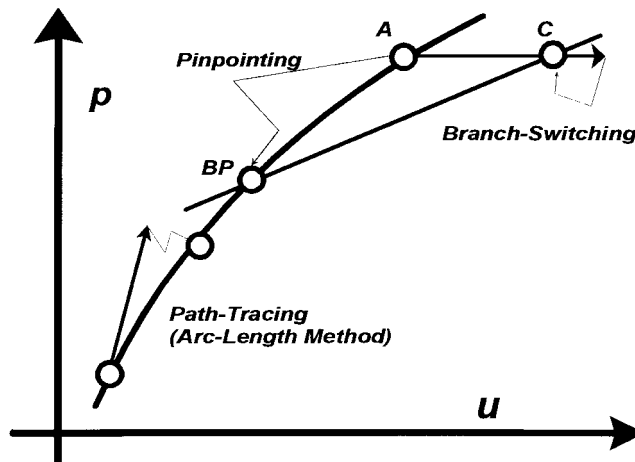 A
C
Pinpointing
p
Branch-Switching
BP
Path-Tracing
(Arc-Length Method)
u